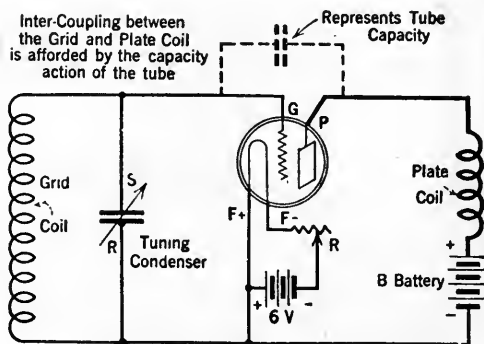 Inter-Coupling between
the Grid and Plate Coil
is afforded by the capacity
action of the tube
Represents Tube
Capacity
G
P
Grid
Coil
S
R
Tuning
Condenser
F+
F-
R
+
-
6 V
Plate
Coil
+
B Battery
-